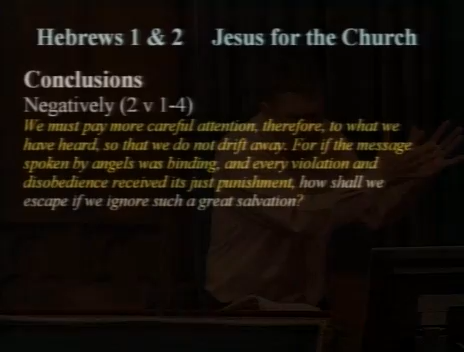 Hebrews 1 & 2 Jesus for the Church
Conclusions
Negatively (2 v 1-4)
We must pay more careful attention, therefore, to what we
have heard, so that we do not drift away. For if the message
spoken by angels was binding, and every violation and
disobedience received its just punishment, how shall we
escape if we ignore such a great salvation?